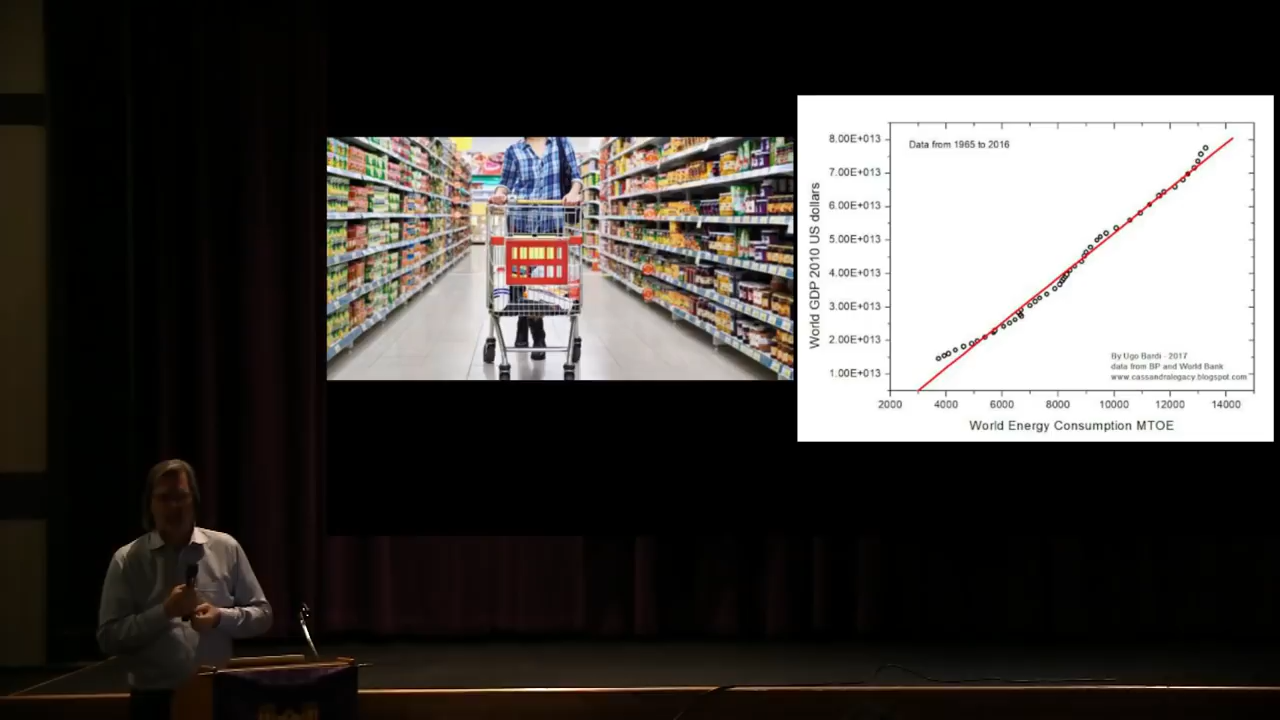 Data from 1965 to 2016
8.00E+013
7.00E+013
6.00E+013
5.00E+013
4.00E+013
3.00E+013
2.00E+013
1.00E+013
World GDP 2010 US dollars
By Ugo Bardi - 2017
data from BP and World Bank
www.cassandralegacy.blogspot.com
2000 4000 6000 8000 10000 12000 14000
World Energy Consumption MTOE